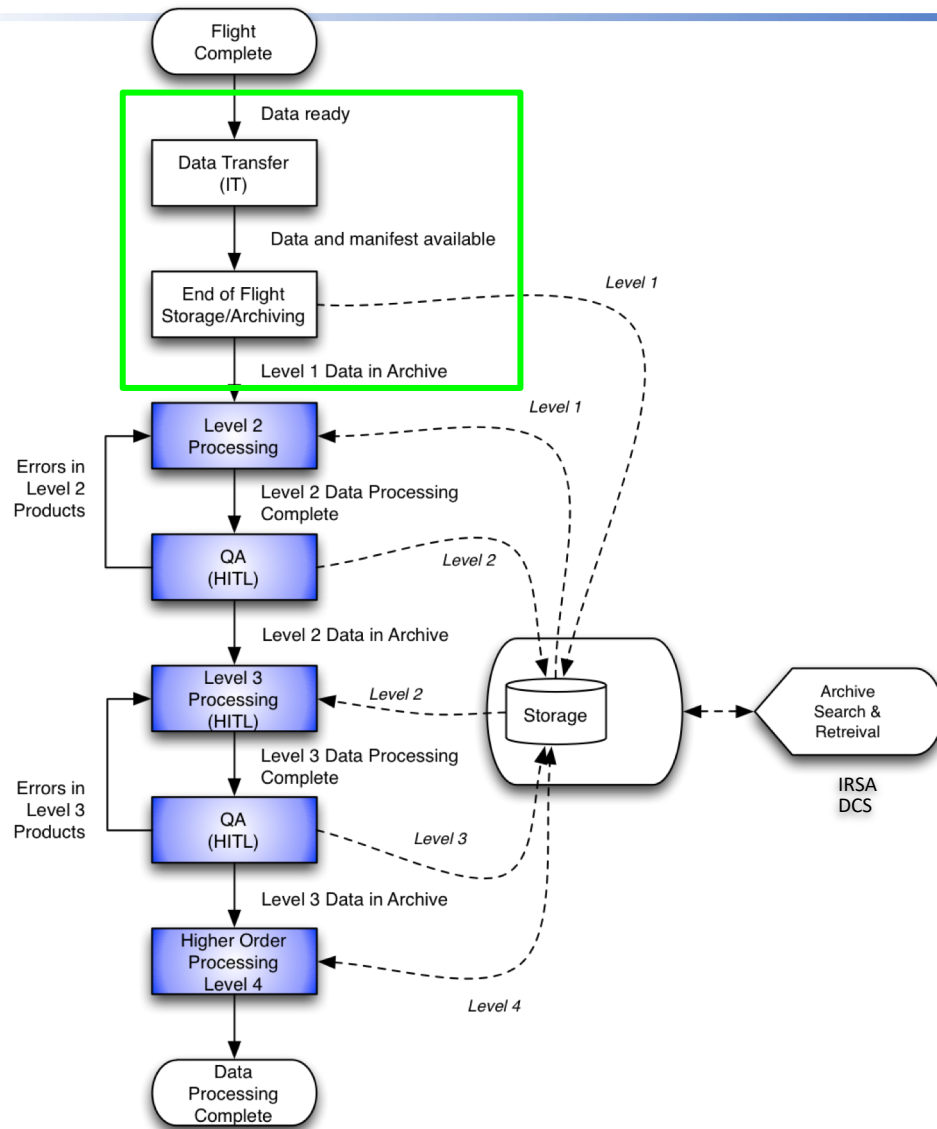 Flight
Complete
Data ready
Data Transfer
(IT)
Data and manifest available
End of Flight
Storage/Archiving
Level 1
Level 1 Data in Archive
Level 1
Level 2
Processing
Errors in
Level 2
Products
Level 2 Data Processing
Complete
QA
(HITL)
Level 2
Level 2 Data in Archive
Level 3
Processing
(HITL)
Level 2
Storage
Archive
Search &
Retreival
IRSA
DCS
Level 3 Data Processing
Complete
Errors in
Level 3
Products
QA
(HITL)
Level 3
Level 3 Data in Archive
Higher Order
Processing
Level 4
Level 4
Data
Processing
Complete